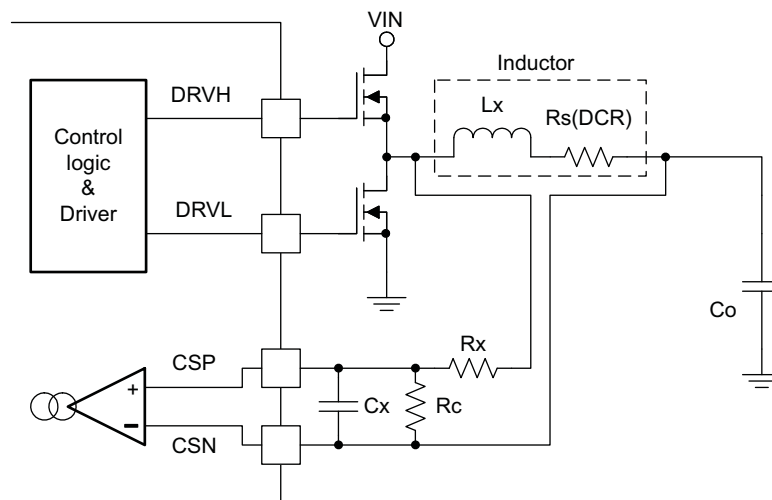 VIN
Inductor
DRVH
Lx
Rs(DCR)
Control
logic
&
Driver
DRVL
Co
Rx
CSP
+
Cx
Rc
-
CSN